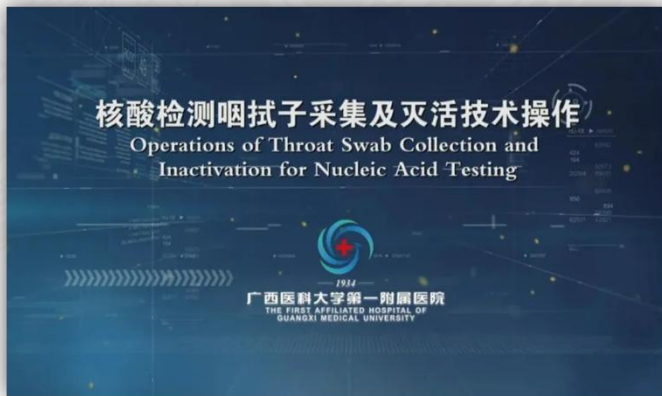 核酸检测咽拭子采集及灭活技术操作
Operations of Throat Swab Collection and
Inactivation for Nucleic Acid Testing
1934
广西医科大学第一附属医院
THE FIRST AFFILIATED HOSPITAL OF
GUANGXI MEDICAL UNIVERSITY